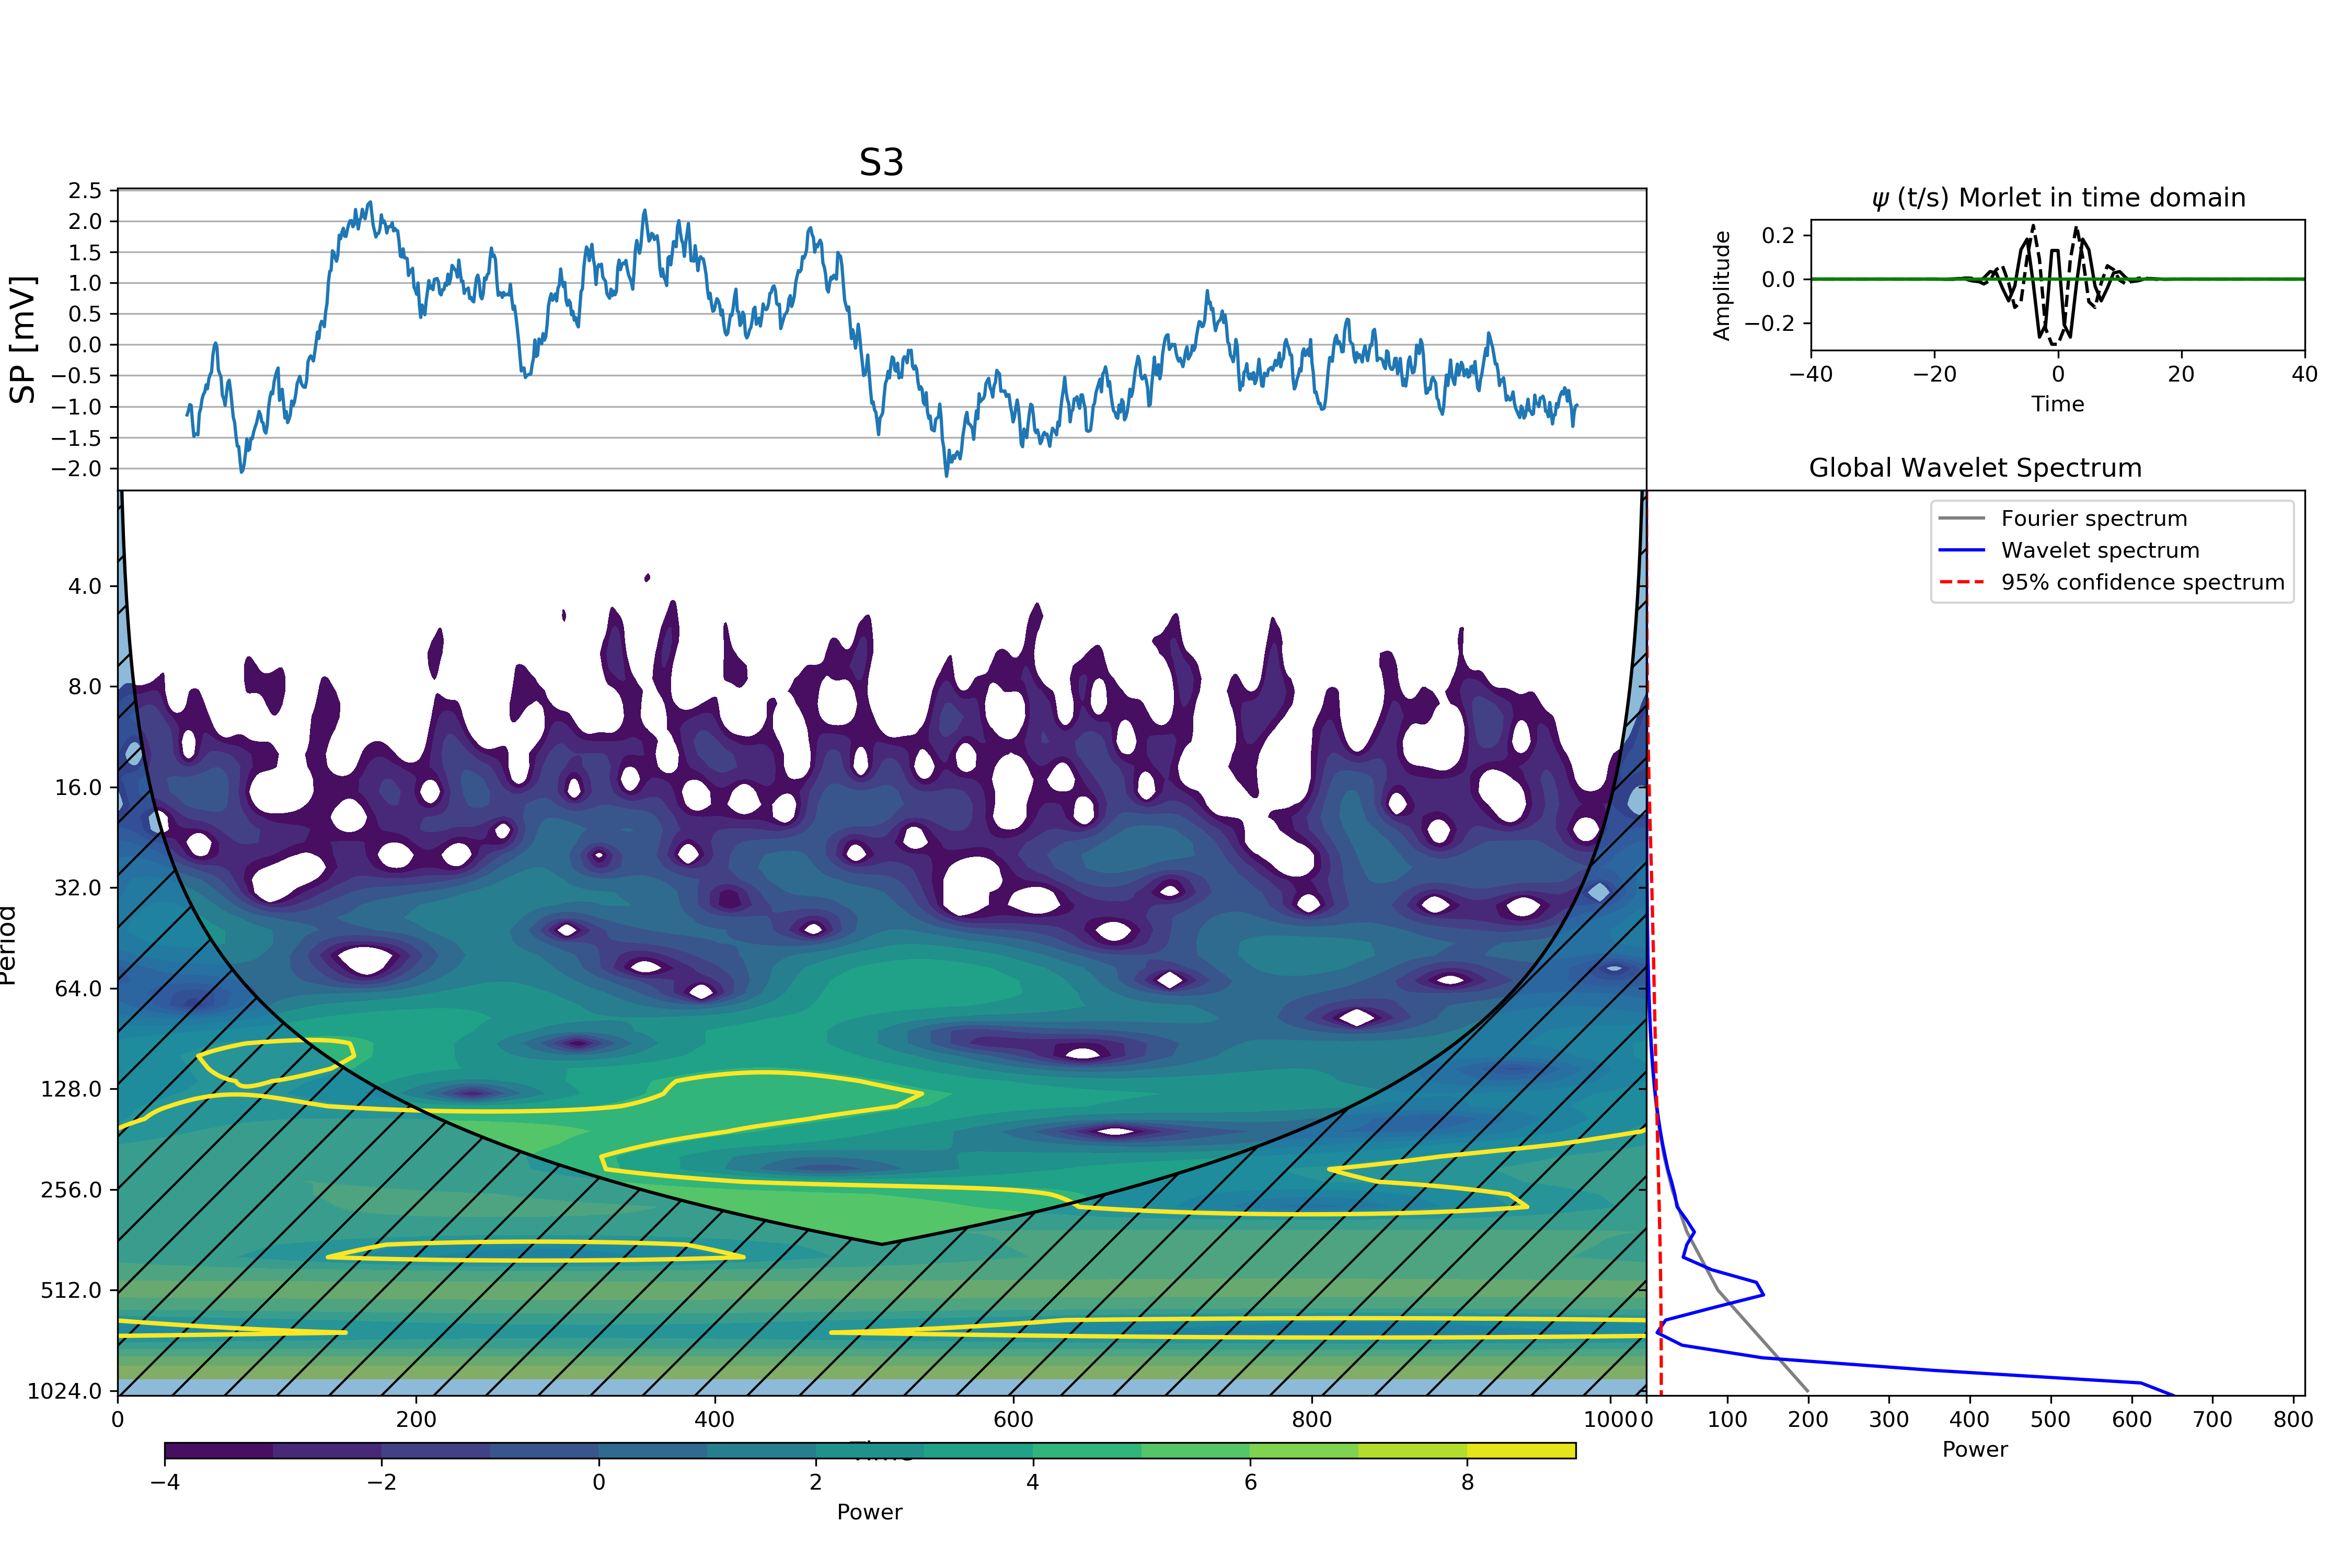 S3
2.5
2.0
1.5
1.0
0.5
0.0
−0.5
−1.0
−1.5
−2.0
SP [mV]
ψ (t/s) Morlet in time domain
0.2
0.0
−0.2
Amplitude
−40 −20 0 20 40
Time
Global Wavelet Spectrum
Fourier spectrum
Wavelet spectrum
95% confidence spectrum
4.0
8.0
16.0
32.0
64.0
128.0
256.0
512.0
1024.0
Period
0 200 400 600 800 1000
Time
0 100 200 300 400 500 600 700 800
Power
−4 −2 0 2 4 6 8
Power